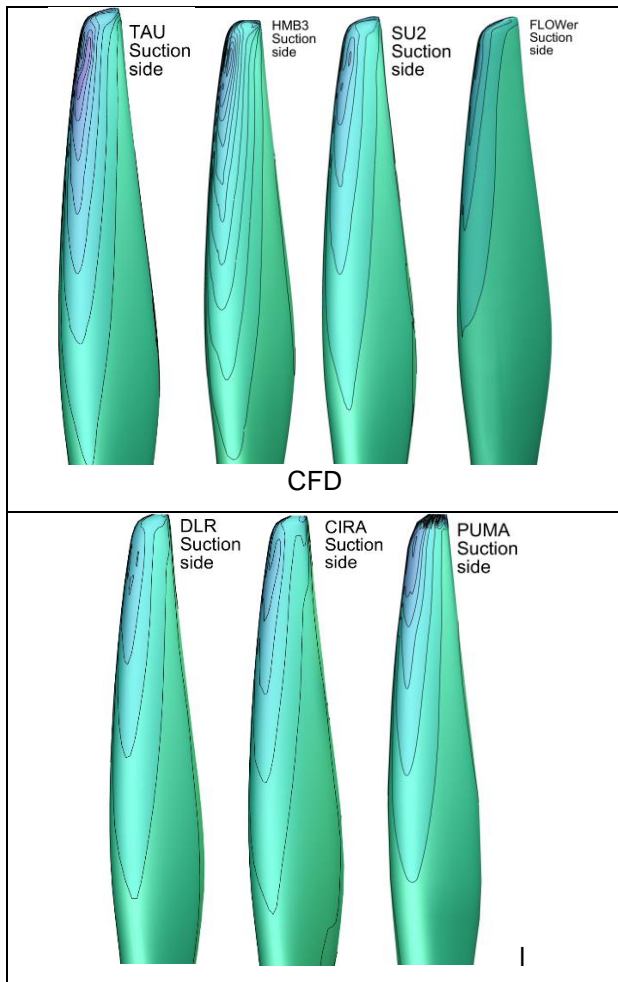 TAU
Suction
side
HMB3
Suction
side
SU2
Suction
side
FLOWer
Suction
side
CFD
DLR
Suction
side
CIRA
Suction
side
PUMA
Suction
side
I